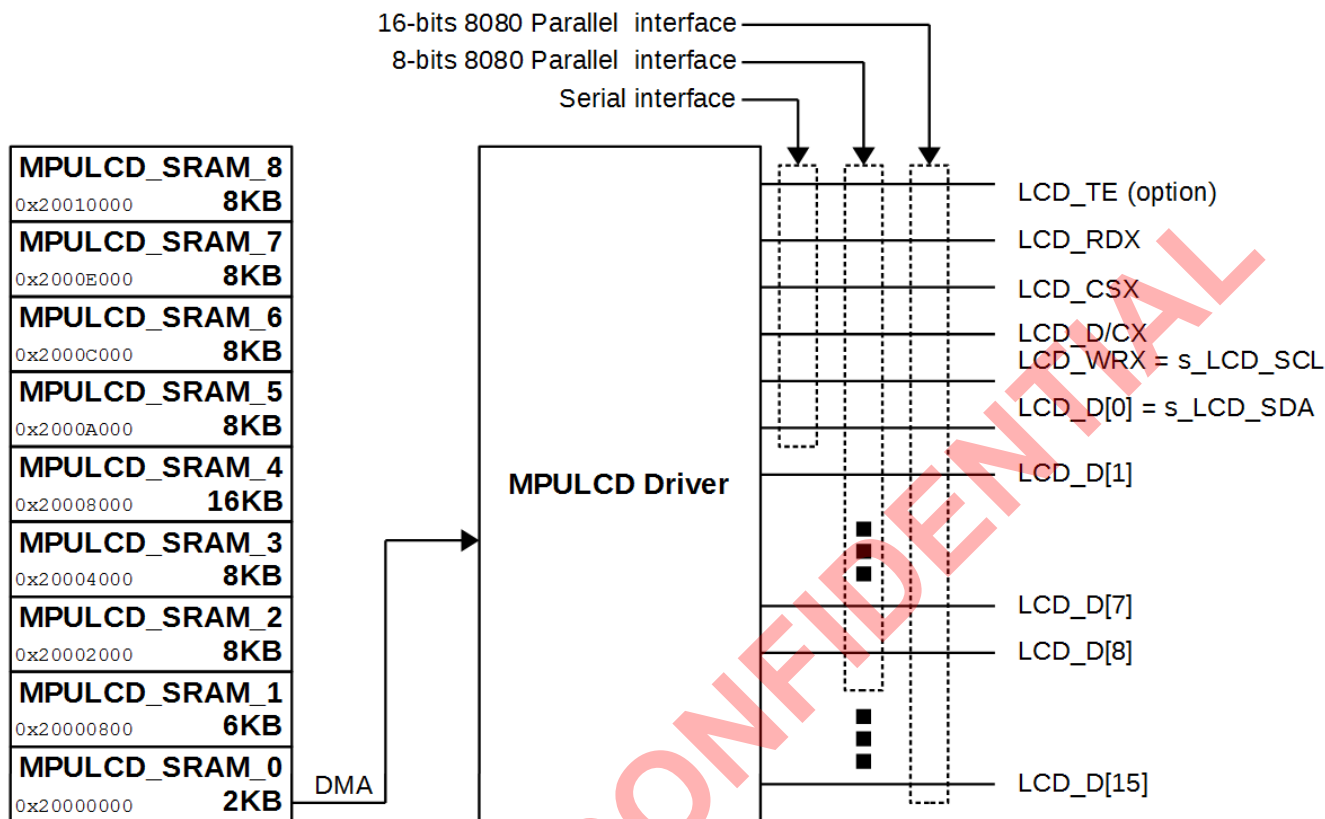 16-bits 8080 Parallel interface
8-bits 8080 Parallel interface
Serial interface
MPULCD_SRAM_8
0x20010000 8KB
MPULCD_SRAM_7
0x2000E000 8KB
MPULCD_SRAM_6
0x2000C000 8KB
MPULCD_SRAM_5
0x2000A000 8KB
MPULCD_SRAM_4
0x20008000 16KB
MPULCD_SRAM_3
0x20004000 8KB
MPULCD_SRAM_2
0x20002000 8KB
MPULCD_SRAM_1
0x20000800 6KB
MPULCD_SRAM_0
0x20000000 2KB
DMA
MPULCD Driver
LCD_TE (option)
LCD_RDX
LCD_CSX
LCD_D/CX
LCD_WRX = s_LCD_SCL
LCD_D[0] = s_LCD_SDA
LCD_D[1]
LCD_D[7]
LCD_D[8]
LCD_D[15]
ONFIDENTIAL